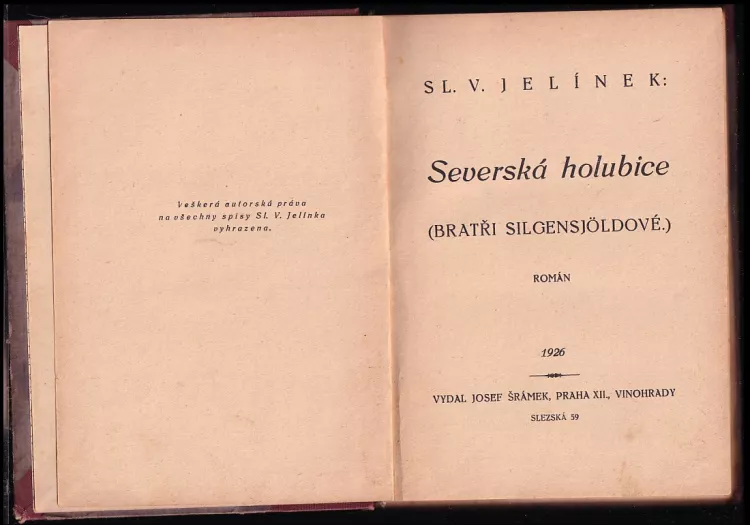 Veškerá autorská práva
na všechny spisy Sl. V. Jelínka
vyhrazena.
SL. V. JELÍNEK:
Severská holubice
(BRATŘI SILGENSJÖLDOVÉ.)
ROMÁN
1926
VYDAL JOSEF ŠRÁMEK, PRAHA XII., VINOHRADY
SLEZSKÁ 59